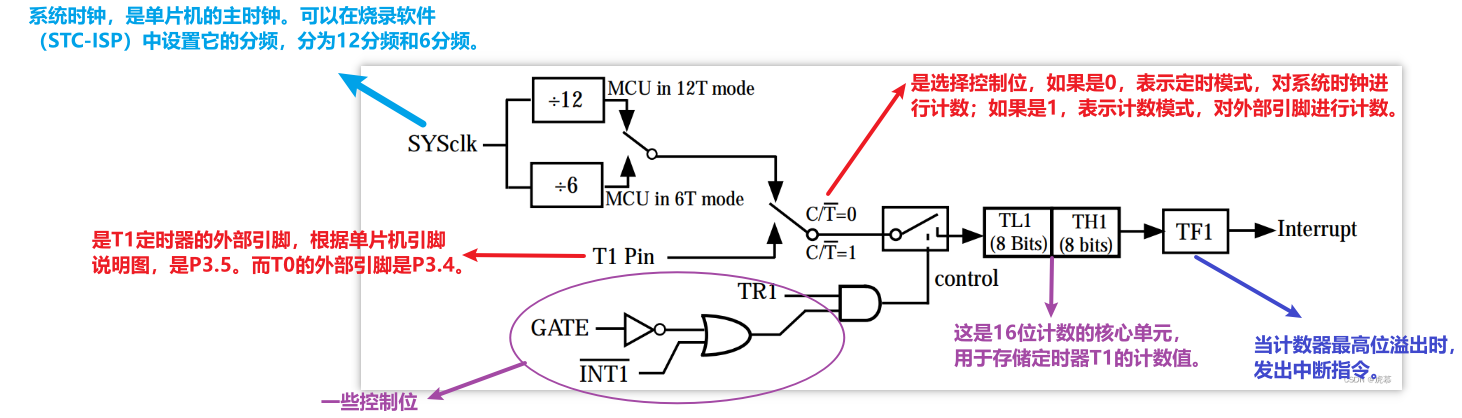 系统时钟，是单片机的主时钟。可以在烧录软件
（STC-ISP）中设置它的分频，分为12分频和6分频。
÷12
MCU in 12T mode
SYSclk
÷6
MCU in 6T mode
是选择控制位，如果是0，表示定时模式，对系统时钟进
行计数；如果是1，表示计数模式，对外部引脚进行计数。
是T1定时器的外部引脚，根据单片机引脚
说明图，是P3.5。而T0的外部引脚是P3.4。
T1 Pin
C/T̅=0
C/T̅=1
TL1
(8 Bits)
TH1
(8 bits)
TF1
Interrupt
control
TR1
GATE
I̅N̅T̅1̅
一些控制位
这是16位计数的核心单元，
用于存储定时器T1的计数值。
当计数器最高位溢出时，
发出中断指令。